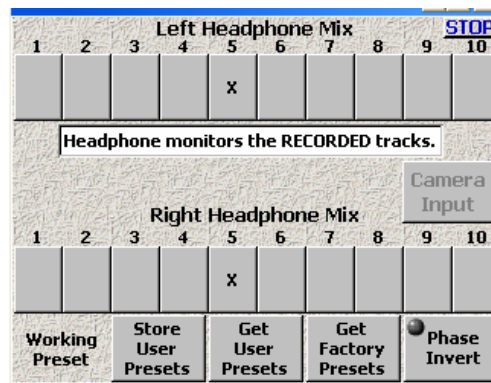 Left Headphone Mix
STOP
1 2 3 4 5 6 7 8 9 10
x
Headphone monitors the RECORDED tracks.
Camera
Input
Right Headphone Mix
1 2 3 4 5 6 7 8 9 10
x
Working
Preset
Store
User
Presets
Get
User
Presets
Get
Factory
Presets
Phase
Invert